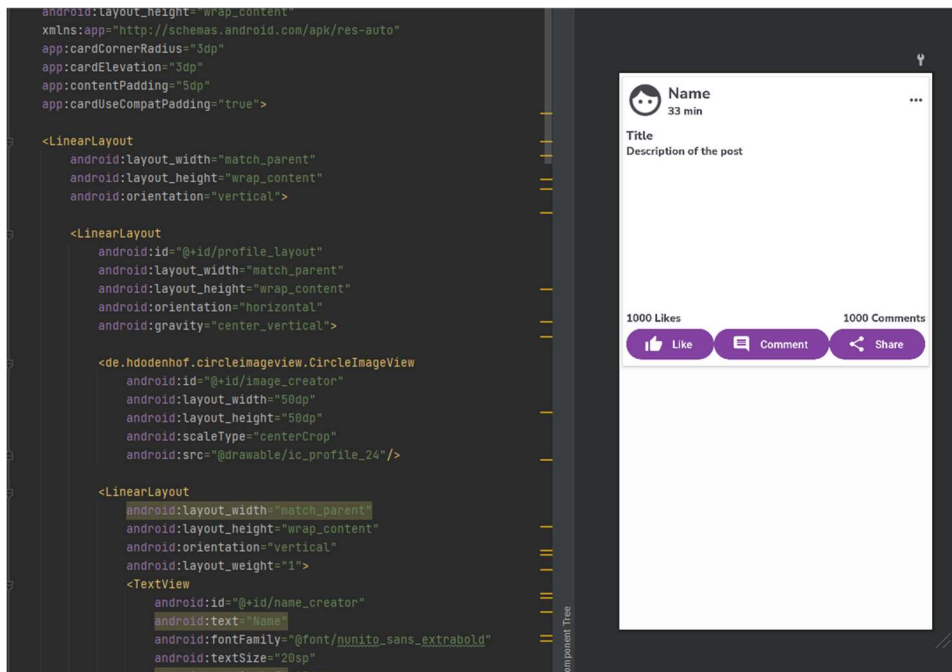 android:layout_height="wrap_content"
xmlns:app="http://schemas.android.com/apk/res-auto"
app:cardCornerRadius="3dp"
app:cardElevation="3dp"
app:contentPadding="5dp"
app:cardUseCompatPadding="true">
<LinearLayout
android:layout_width="match_parent"
android:layout_height="wrap_content"
android:orientation="vertical">
<LinearLayout
android:id="@+id/profile_layout"
android:layout_width="match_parent"
android:layout_height="wrap_content"
android:orientation="horizontal"
android:gravity="center_vertical">
<de.hdodenhof.circleimageview.CircleImageView
android:id="@+id/image_creator"
android:layout_width="50dp"
android:layout_height="50dp"
android:scaleType="centerCrop"
android:src="@drawable/ic_profile_24"/>
<LinearLayout
android:layout_width="match_parent"
android:layout_height="wrap_content"
android:orientation="vertical"
android:layout_weight="1">
<TextView
android:id="@+id/name_creator"
android:text="Name"
android:fontFamily="@font/nunito_sans_extrabold"
android:textSize="20sp"
Tree
Name
33 min
Title
Description of the post
1000 Likes 1000 Comments
Like Comment Share